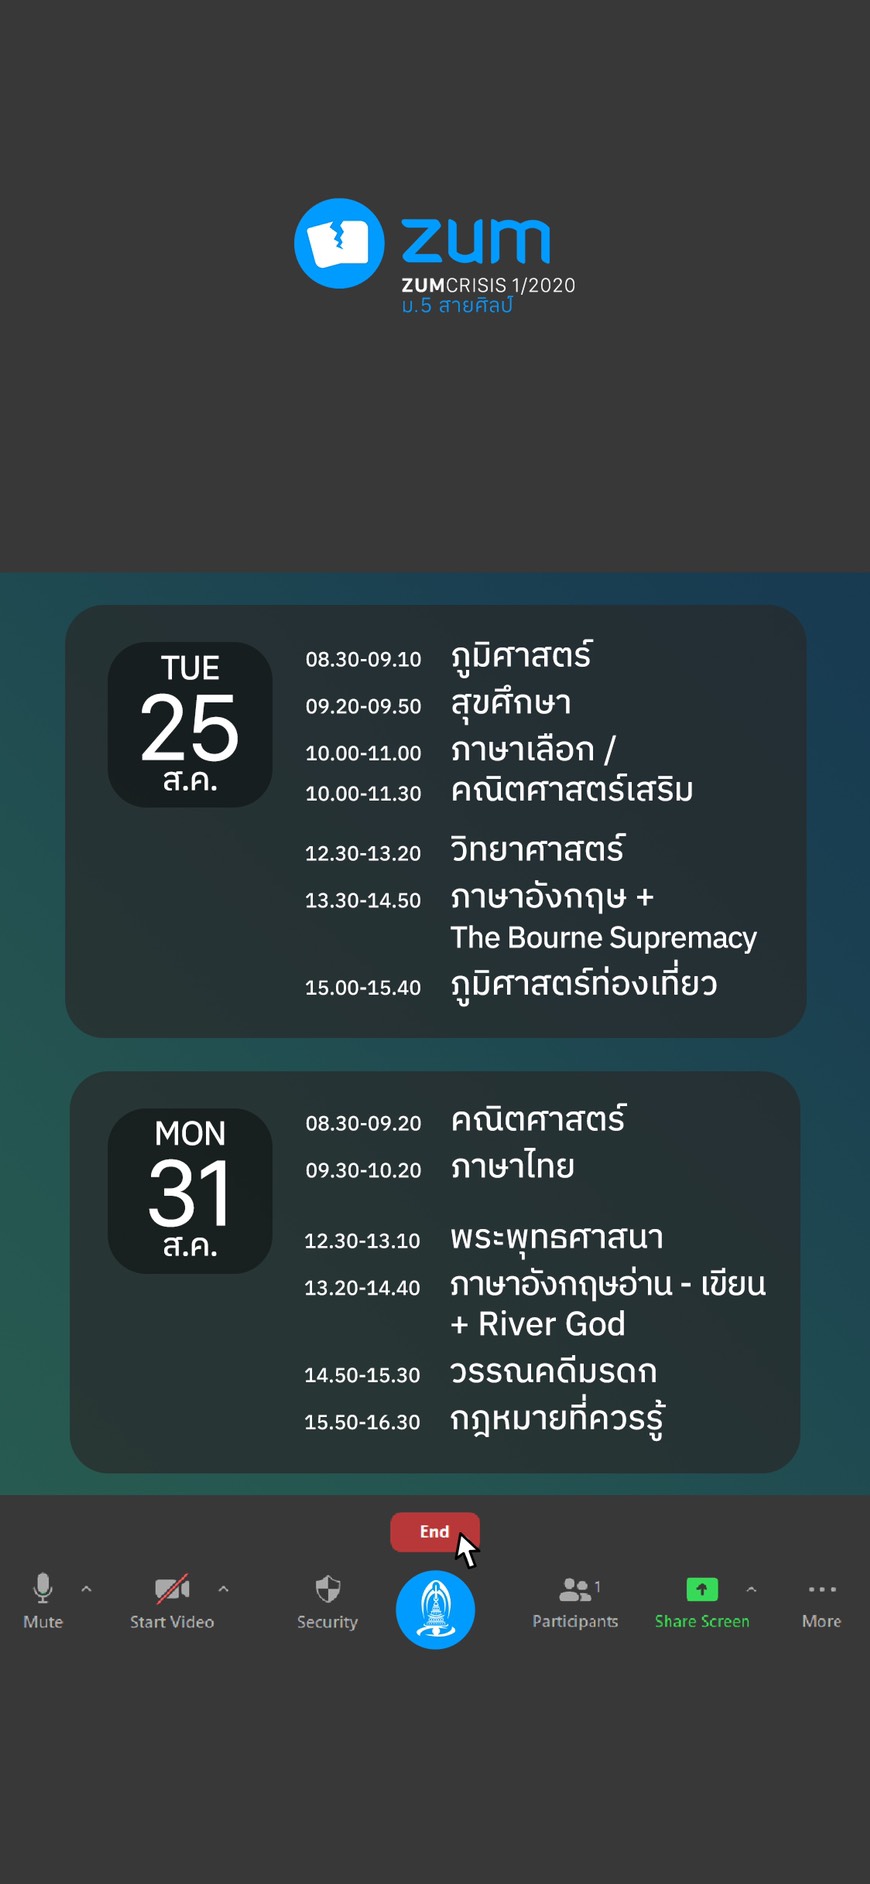 zum
ZUMCRISIS 1/2020
ม.5 สายศิลป์
TUE
25
ส.ค.
08.30-09.10 ภูมิศาสตร์
09.20-09.50 สุขศึกษา
10.00-11.00 ภาษาเลือก /
10.00-11.30 คณิตศาสตร์เสริม
12.30-13.20 วิทยาศาสตร์
13.30-14.50 ภาษาอังกฤษ +
The Bourne Supremacy
15.00-15.40 ภูมิศาสตร์ท่องเที่ยว
MON
31
ส.ค.
08.30-09.20 คณิตศาสตร์
09.30-10.20 ภาษาไทย
12.30-13.10 พระพุทธศาสนา
13.20-14.40 ภาษาอังกฤษอ่าน - เขียน
+ River God
14.50-15.30 วรรณคดีมรดก
15.50-16.30 กฎหมายที่ควรรู้
End
1
Mute Start Video Security Participants Share Screen More